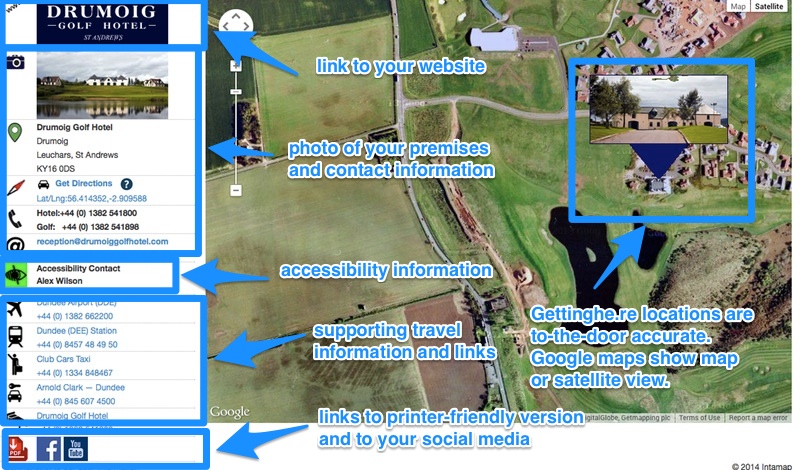 www
DRUMOIG
GOLF HOTEL
ST ANDREWS
Map
Satellite
link to your website
Drumoig Golf Hotel
Drumoig
Leuchars, St Andrews
KY16 0DS
photo of your premises
and contact information
Get Directions ?
Lat/Lng:56.414352,-2.909588
Hotel:+44 (0) 1382 541800
Golf: +44 (0) 1382 541898
@ reception@drumoiggolfhotel.com
Accessibility Contact
Alex Wilson
accessibility information
Dundee Airport (DDE)
+44 (0) 1382 662200
Dundee (DEE) Station
+44 (0) 8457 48 49 50
Club Cars Taxi
+44 (0) 1334 848467
Arnold Clark — Dundee
+44 (0) 845 607 4500
Drumoig Golf Hotel
supporting travel
information and links
Gettinghe.re locations are
to-the-door accurate.
Google maps show map
or satellite view.
Google
links to printer-friendly version
and to your social media
DigitalGlobe, Getmapping plc
Terms of Use
Report a map error
PDF
f
You
Tube
© 2014 Intamap